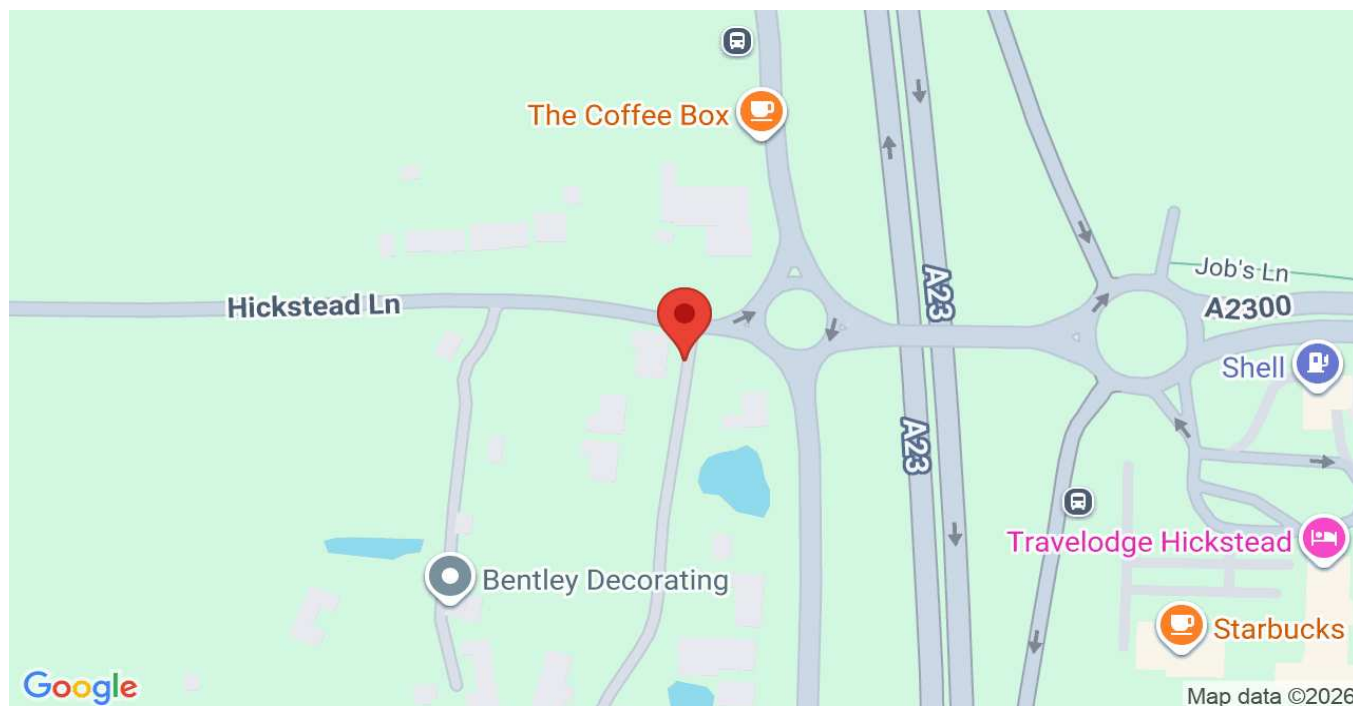 The Coffee Box
Job's Ln
A23
Hickstead Ln
A2300
Shell
A23
Travelodge Hickstead
Bentley Decorating
Starbucks
Google
Map data ©2026